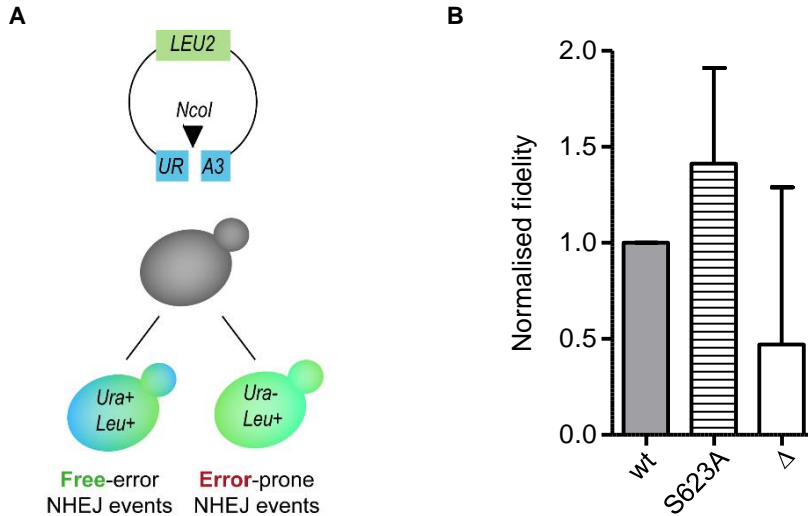 A
LEU2
NcoI
UR A3
Ura+
Leu+
Ura-
Leu+
Free-error
NHEJ events
Error-prone
NHEJ events
B
Normalised fidelity
2.0
1.5
1.0
0.5
0.0
wt
S623A
Δ